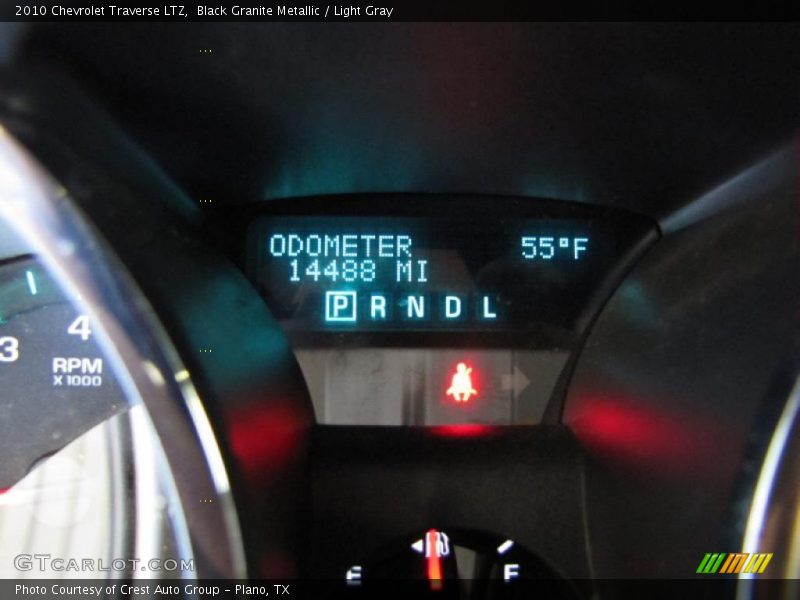 2010 Chevrolet Traverse LTZ,  Black Granite Metallic / Light Gray
ODOMETER 55°F
14488 MI
P R N D L
4
3
RPM
X 1000
E F
GTCARLOT.COM
Photo Courtesy of Crest Auto Group - Plano, TX